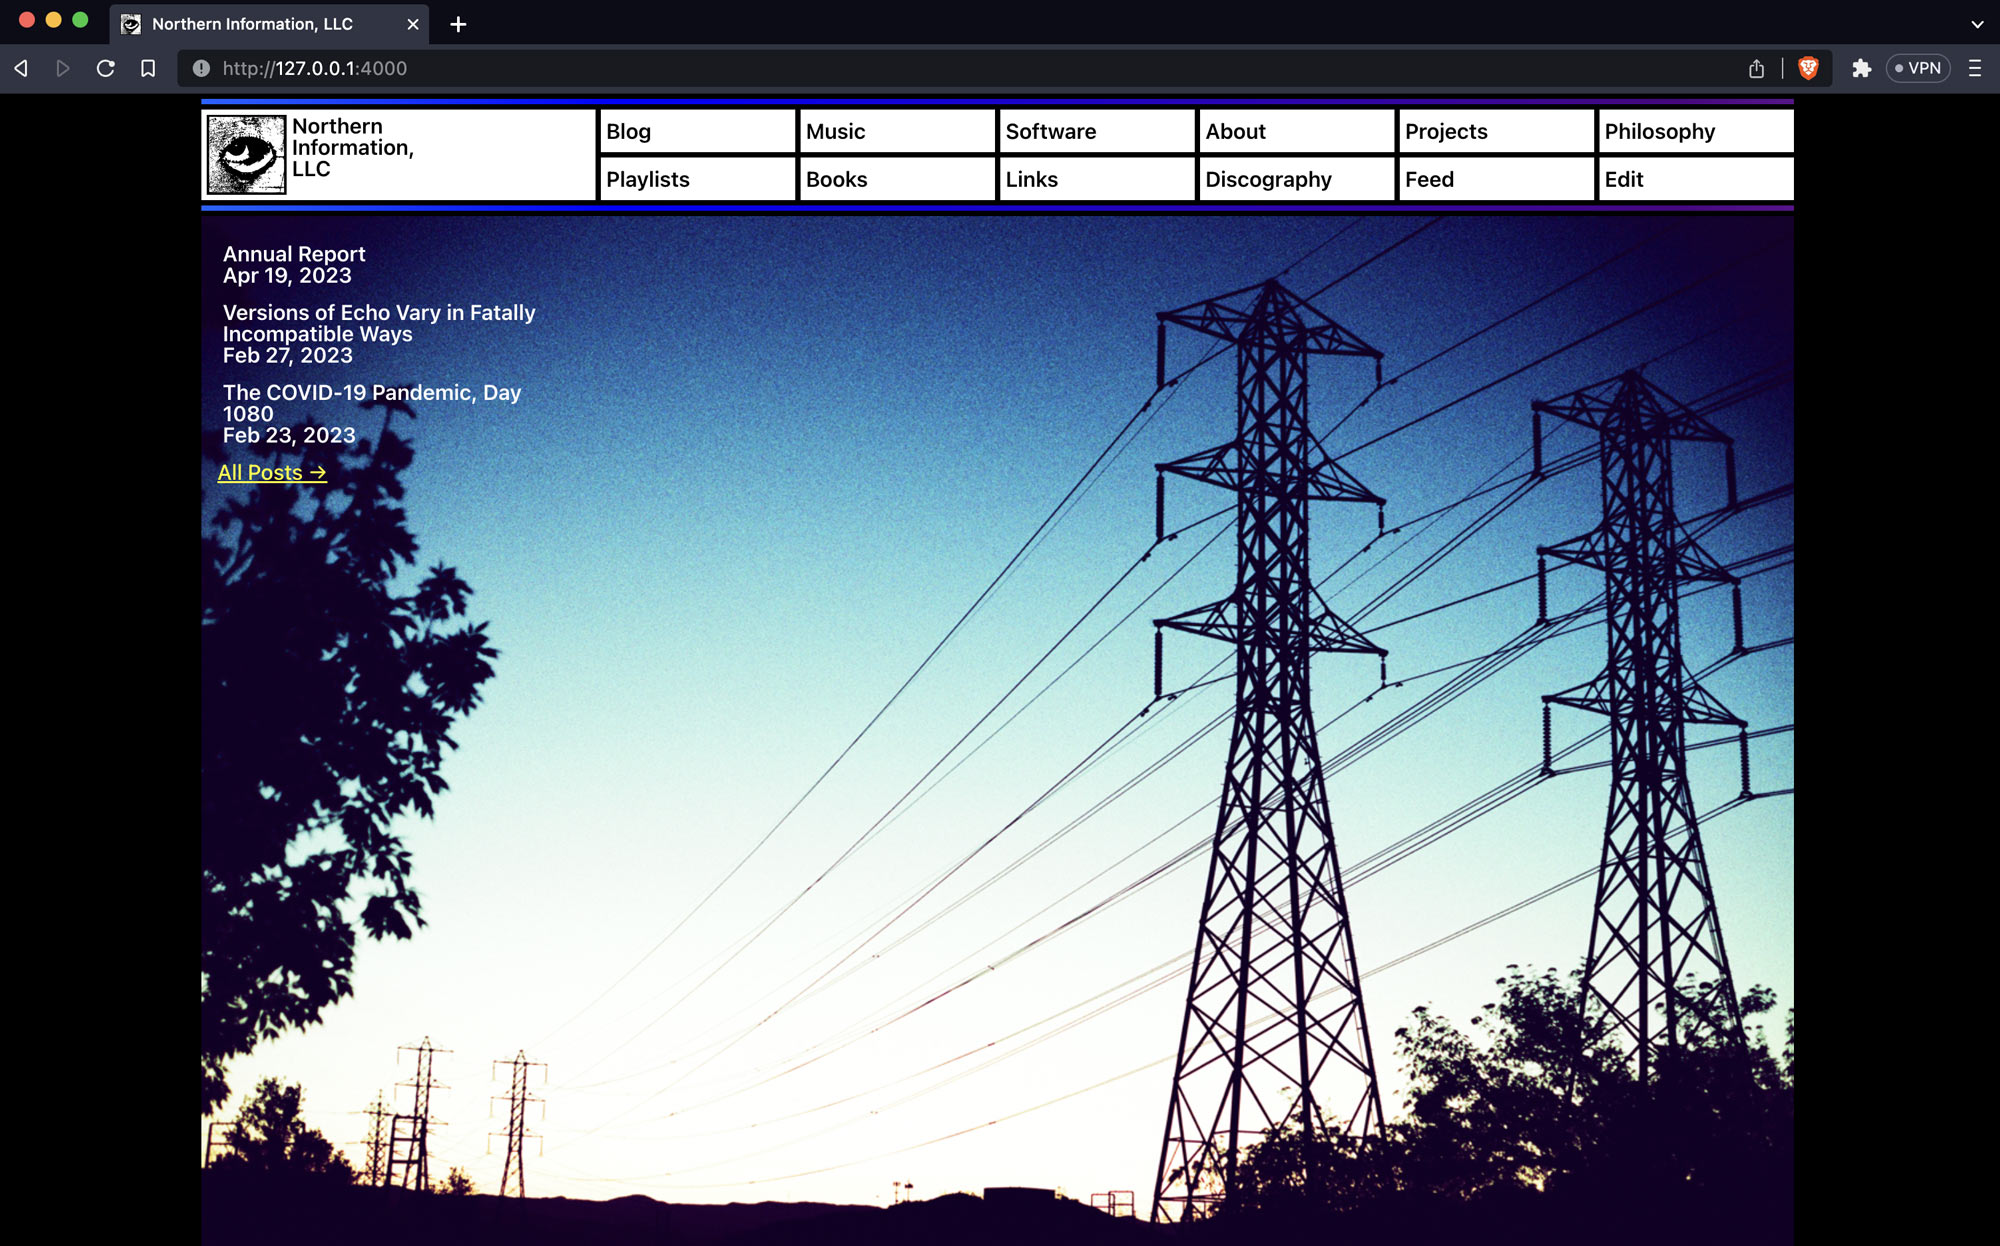 Northern Information, LLC
http://127.0.0.1:4000
VPN
Northern
Information,
LLC
Blog
Music
Software
About
Projects
Philosophy
Playlists
Books
Links
Discography
Feed
Edit
Annual Report
Apr 19, 2023
Versions of Echo Vary in Fatally
Incompatible Ways
Feb 27, 2023
The COVID-19 Pandemic, Day
1080
Feb 23, 2023
All Posts →